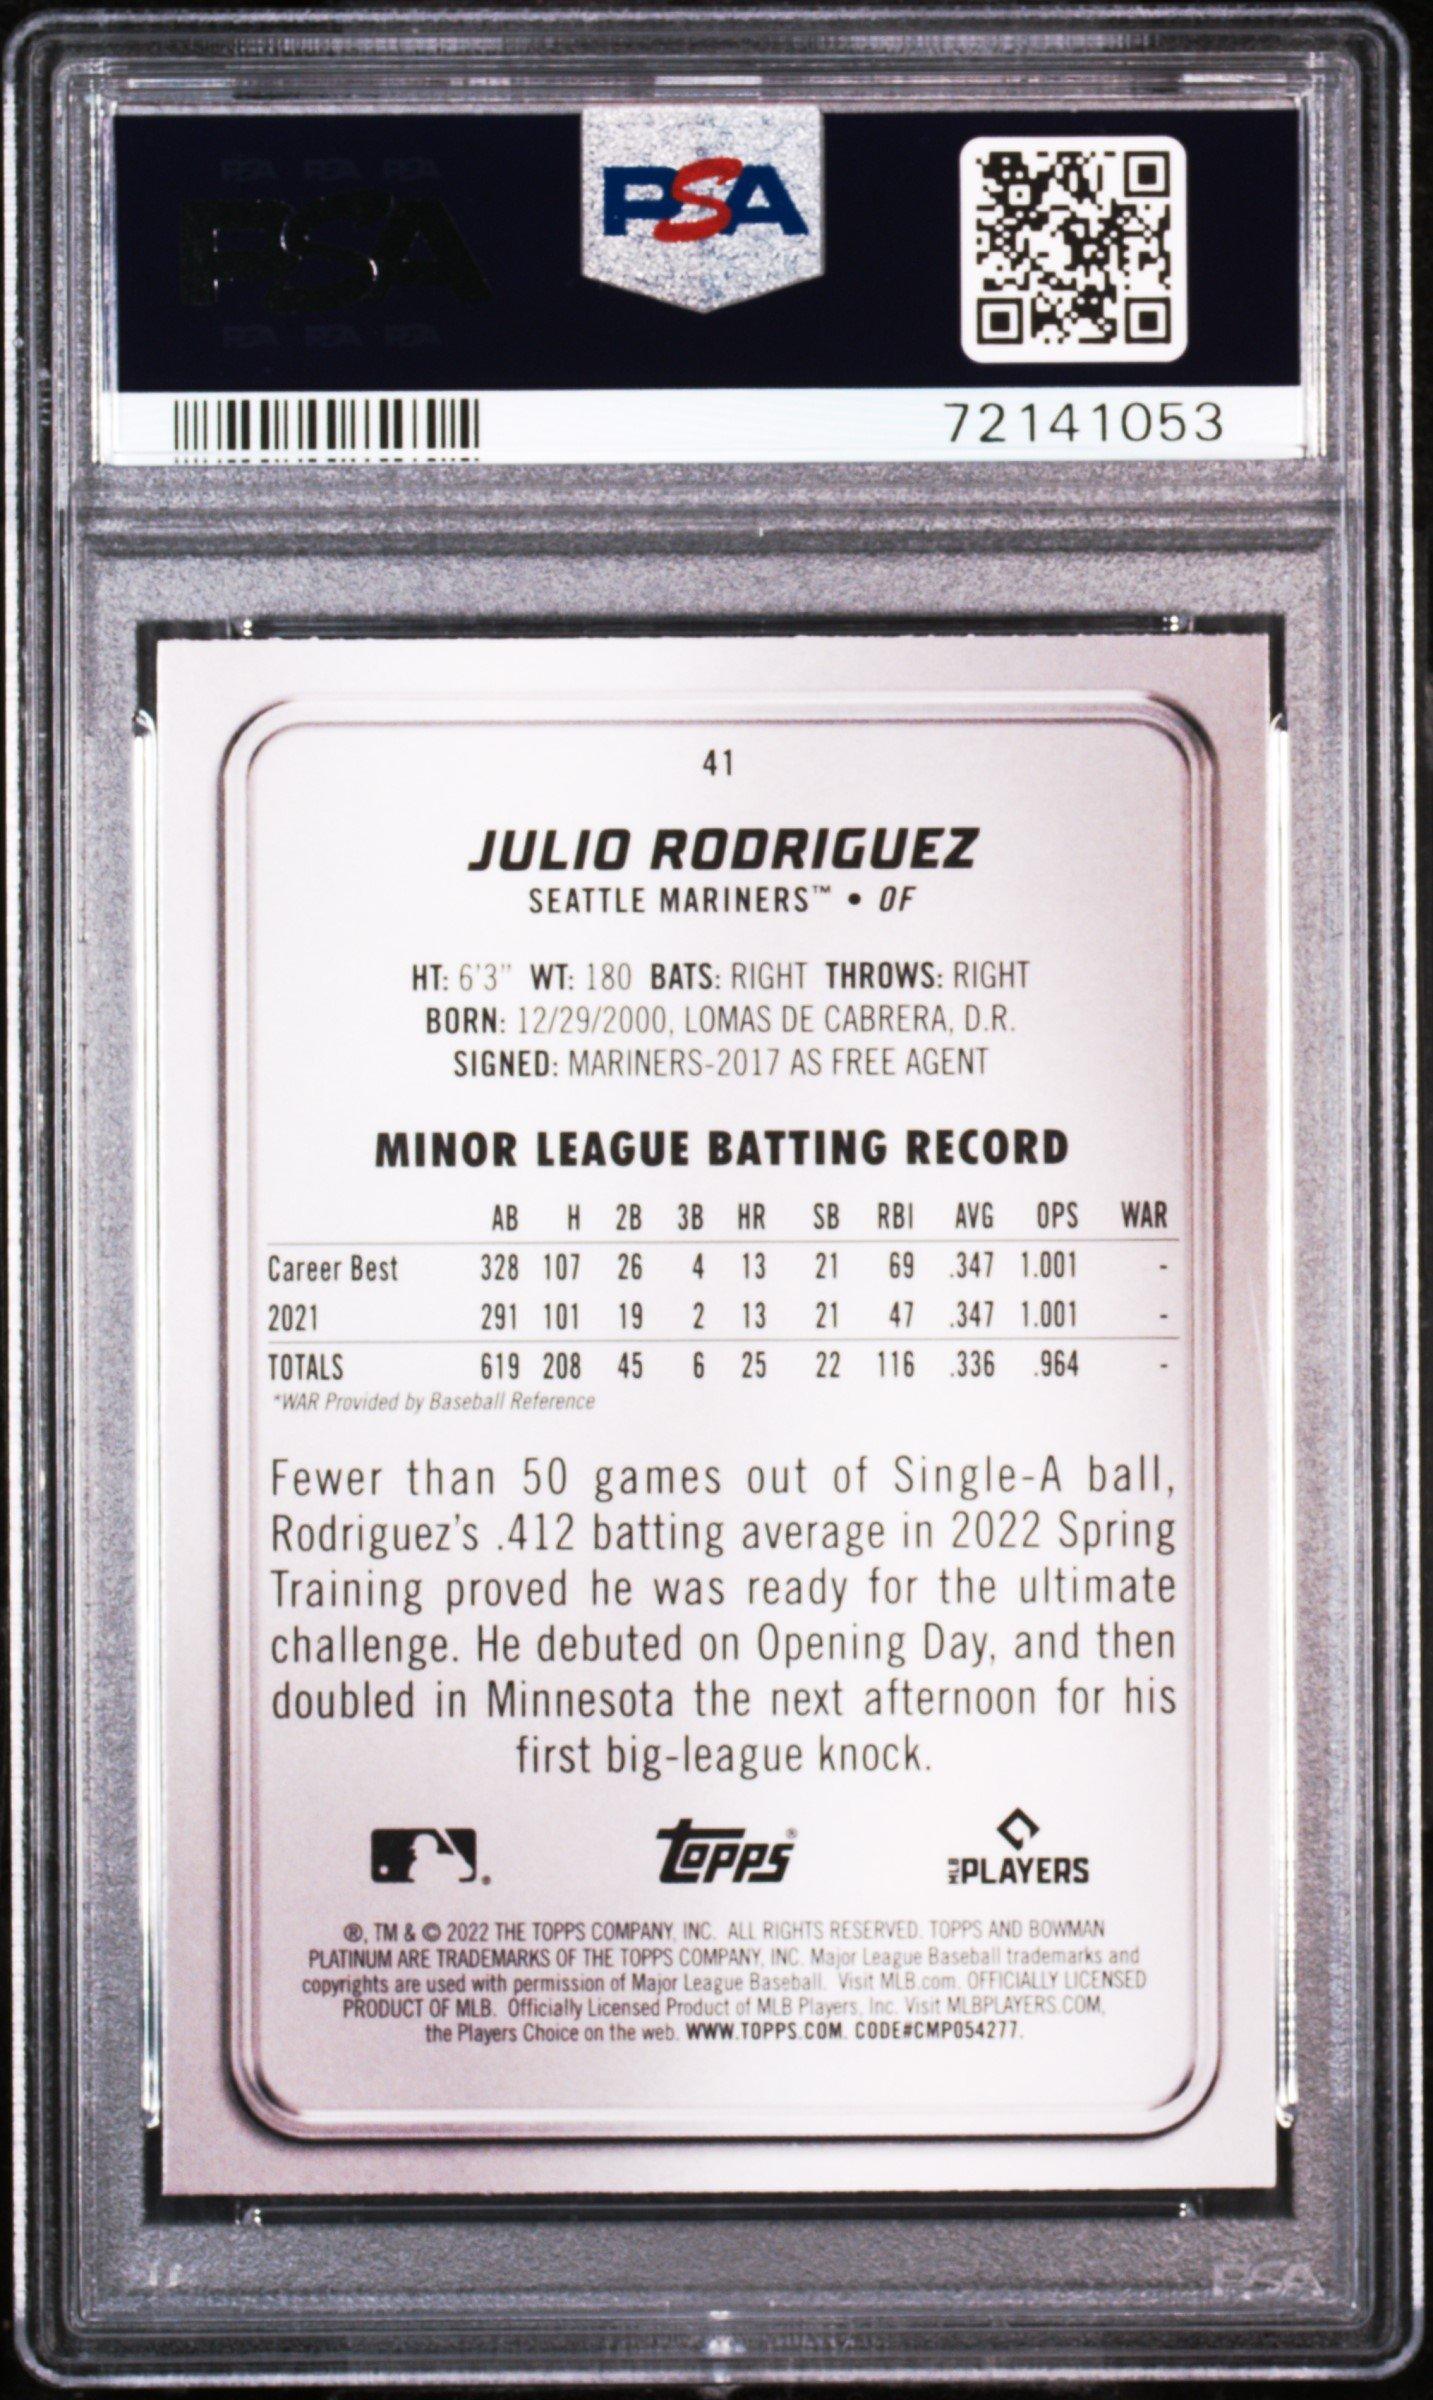 PSA PSA PSA
PSA
PSA PSA PSA
PSA
72141053
41
JULIO RODRIGUEZ
SEATTLE MARINERS™ • OF
HT: 6'3" WT: 180 BATS: RIGHT THROWS: RIGHT
BORN: 12/29/2000, LOMAS DE CABRERA, D.R.
SIGNED: MARINERS-2017 AS FREE AGENT
MINOR LEAGUE BATTING RECORD
AB H 2B 3B HR SB RBI AVG OPS WAR
Career Best 328 107 26 4 13 21 69 .347 1.001 -
2021 291 101 19 2 13 21 47 .347 1.001 -
TOTALS 619 208 45 6 25 22 116 .336 .964 -
*WAR Provided by Baseball Reference
Fewer than 50 games out of Single-A ball,
Rodriguez's .412 batting average in 2022 Spring
Training proved he was ready for the ultimate
challenge. He debuted on Opening Day, and then
doubled in Minnesota the next afternoon for his
first big-league knock.
® topps® MLB PLAYERS
®, TM & © 2022 THE TOPPS COMPANY, INC. ALL RIGHTS RESERVED. TOPPS AND BOWMAN
PLATINUM ARE TRADEMARKS OF THE TOPPS COMPANY, INC. Major League Baseball trademarks and
copyrights are used with permission of Major League Baseball. Visit MLB.com. OFFICIALLY LICENSED
PRODUCT OF MLB. Officially Licensed Product of MLB Players, Inc. Visit MLBPLAYERS.COM,
the Players Choice on the web. WWW.TOPPS.COM. CODE#CMP054277.
PSA